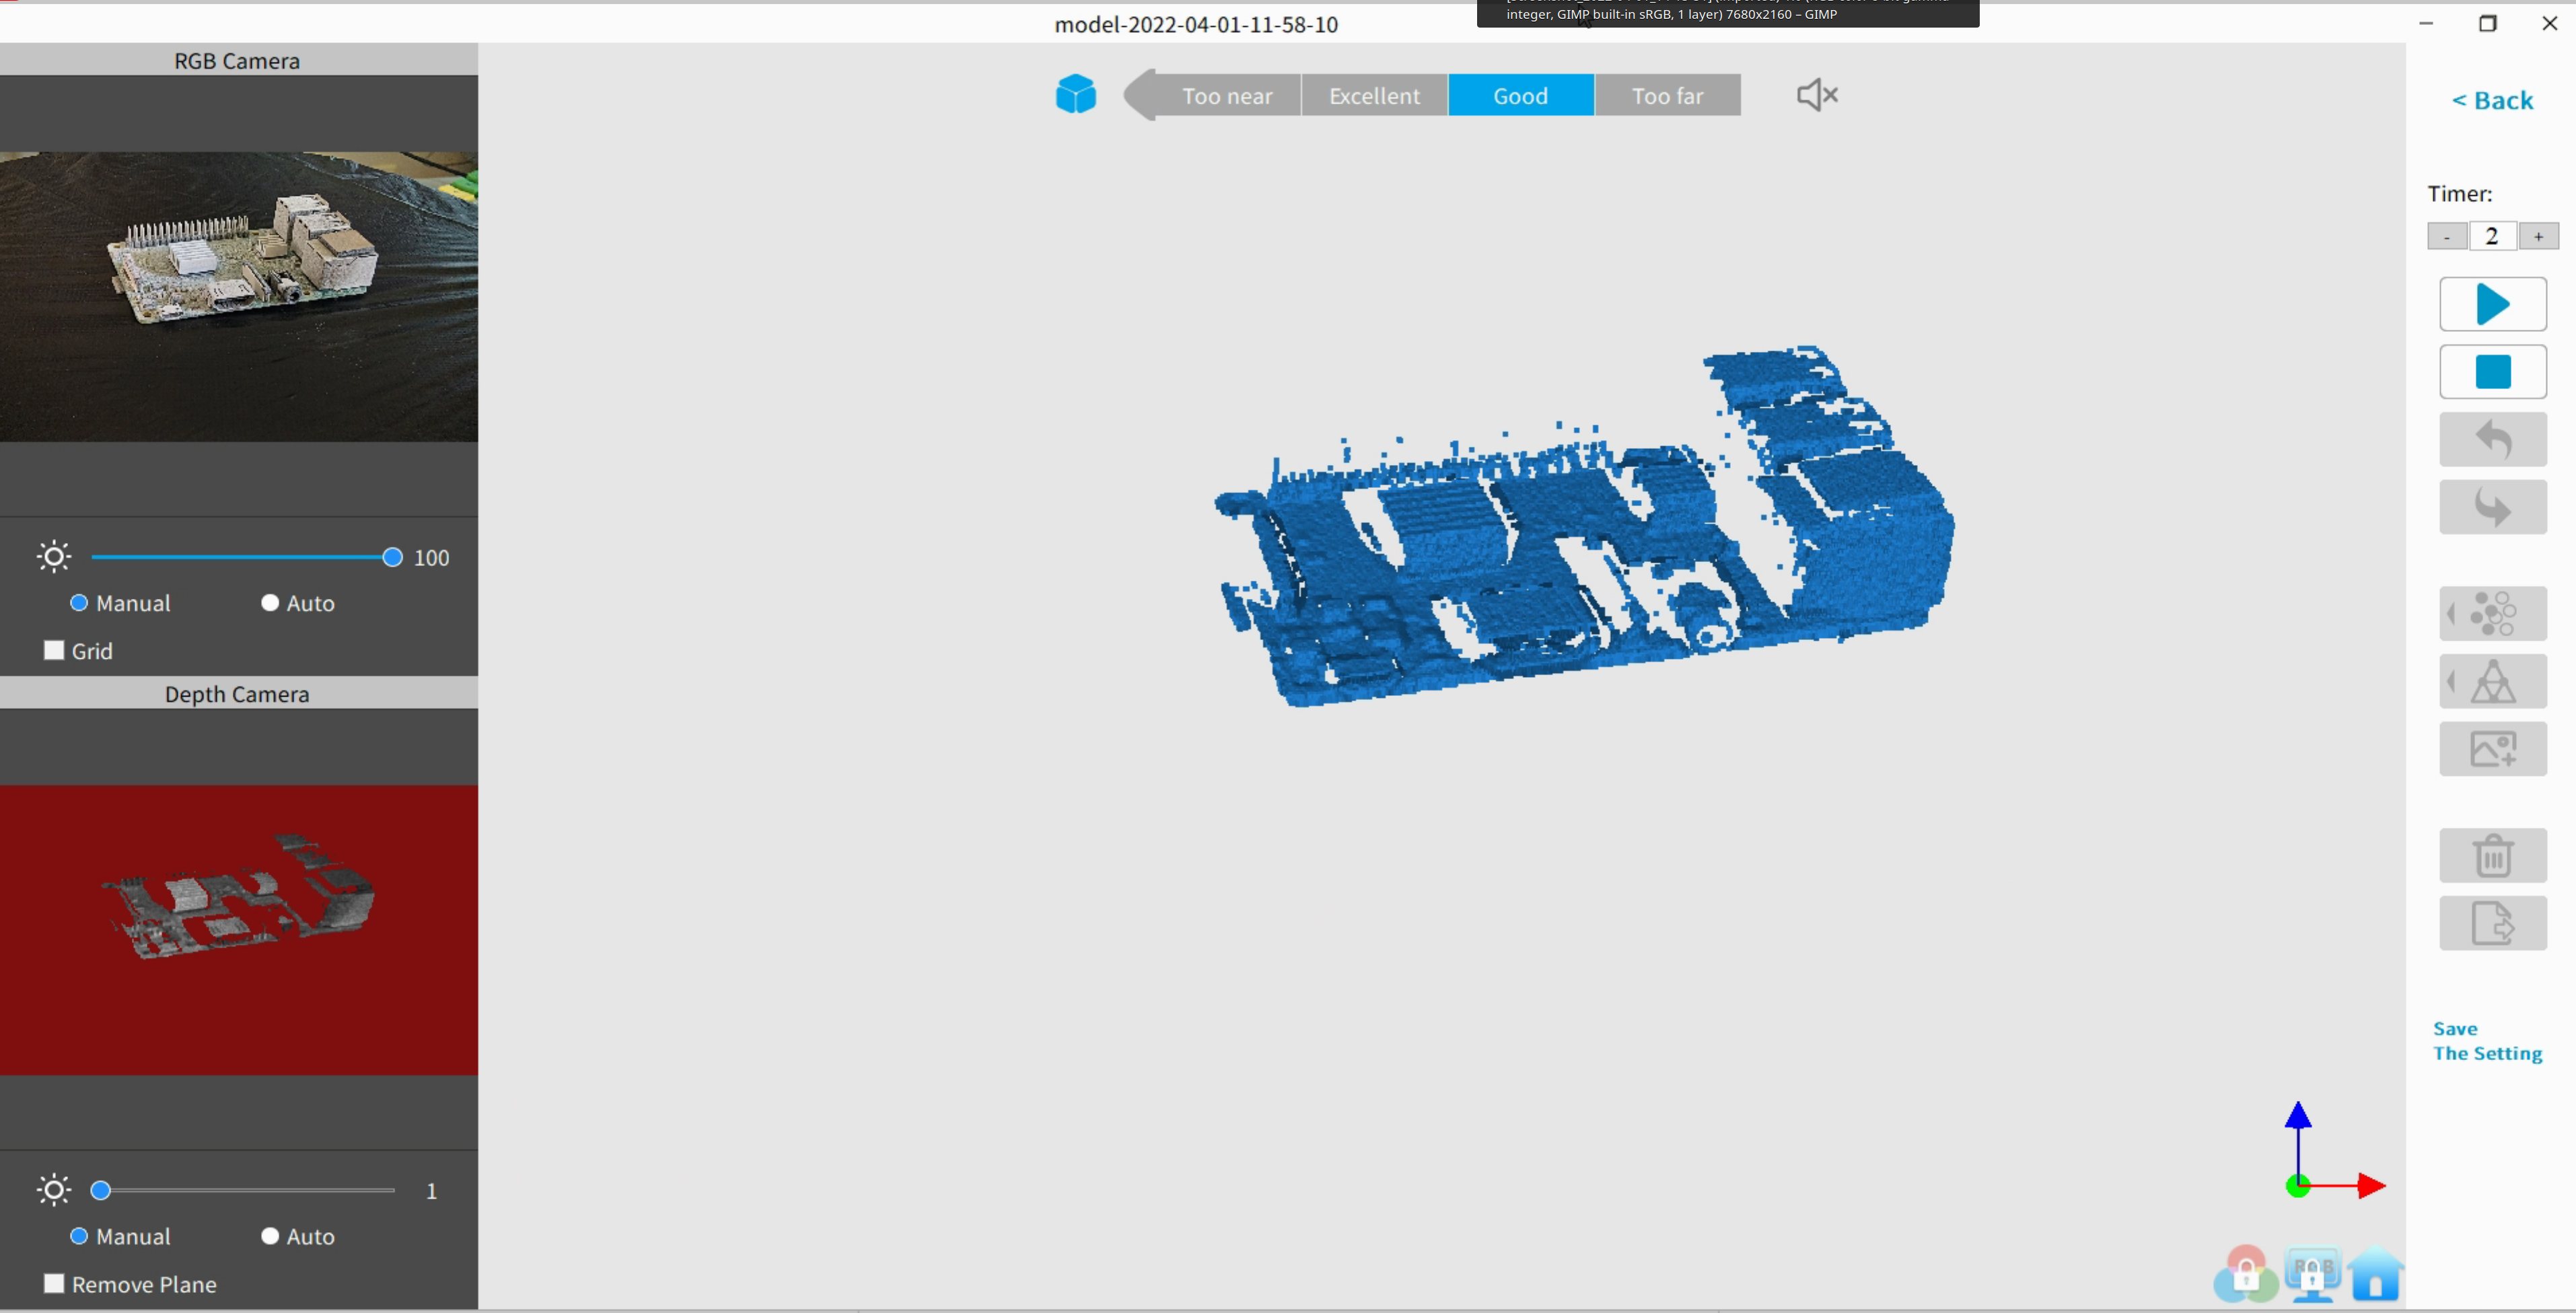 integer, GIMP built-in sRGB, 1 layer) 7680x2160 – GIMP
model-2022-04-01-11-58-10
RGB Camera
Too near
Excellent
Good
Too far
< Back
Timer:
- 2 +
100
Manual
Auto
Grid
Depth Camera
1
Manual
Auto
Remove Plane
Save
The Setting